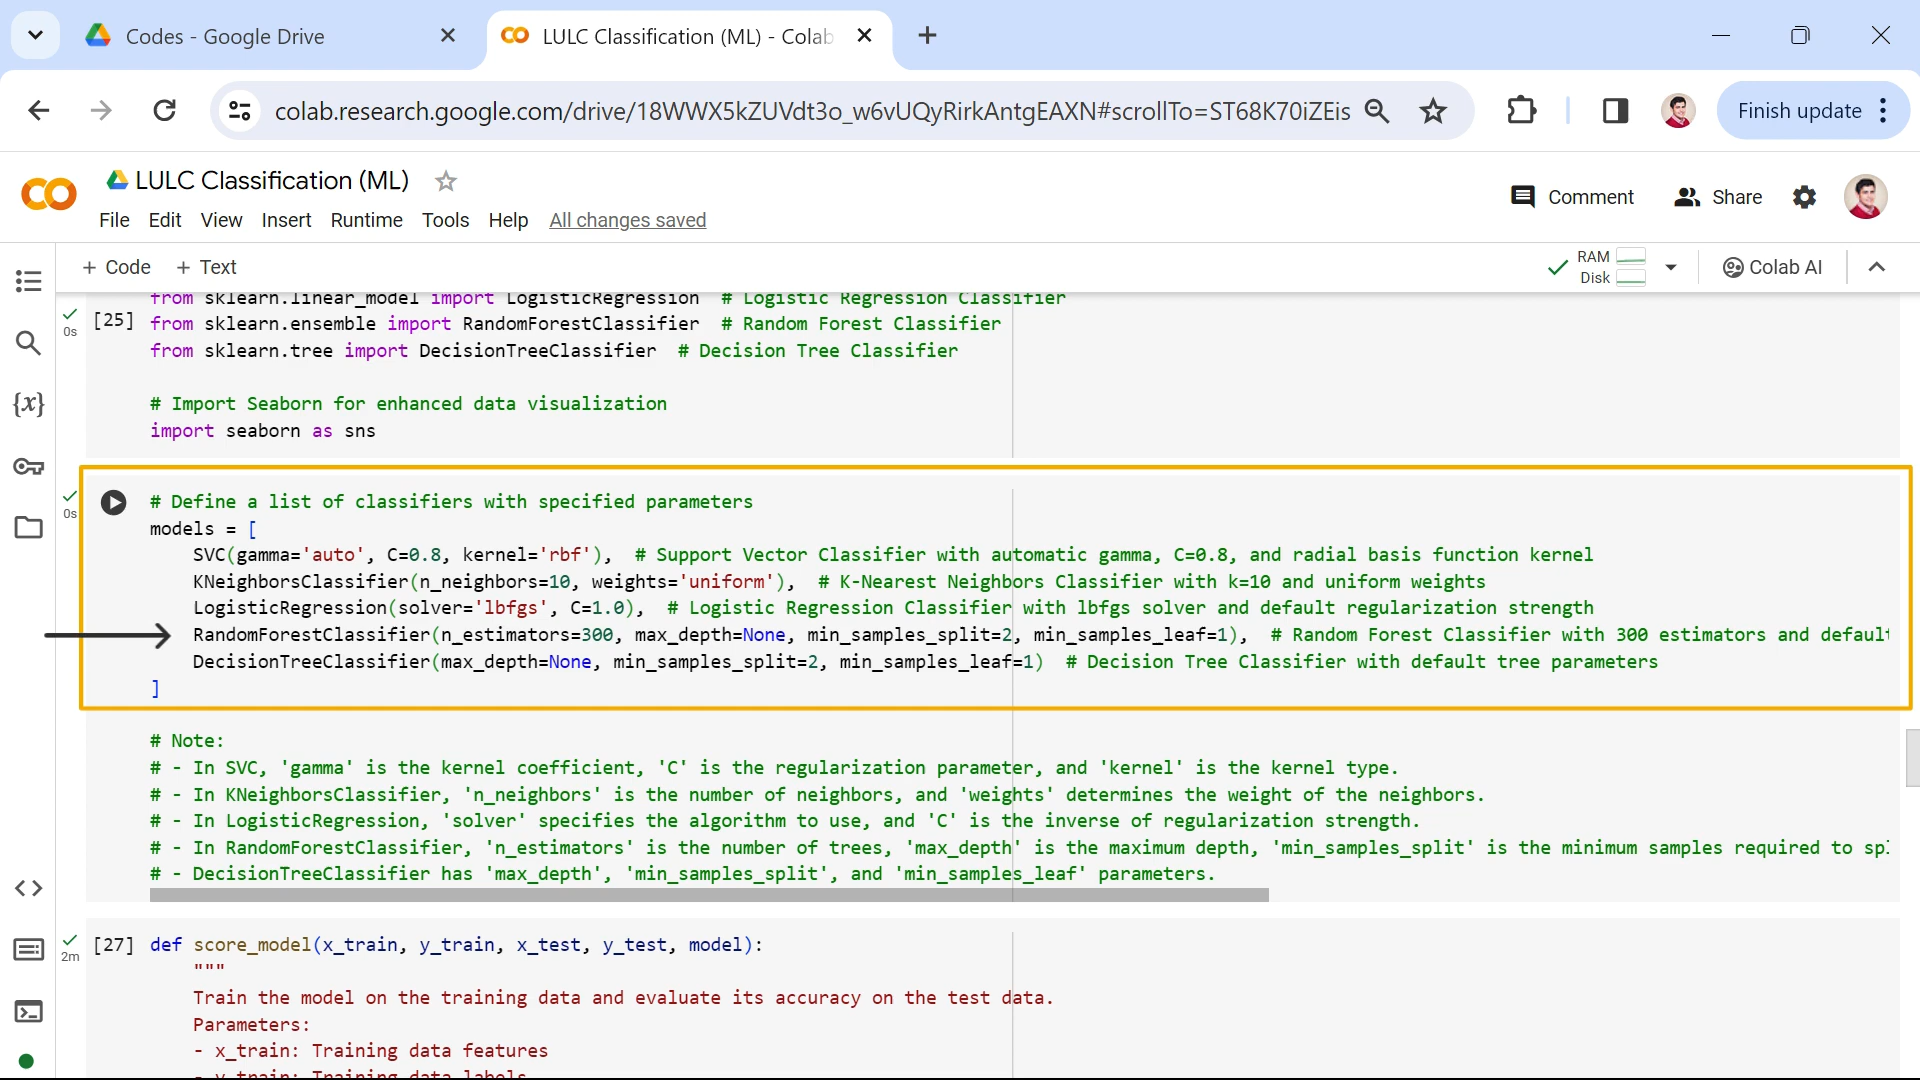 Codes - Google Drive
LULC Classification (ML) - Colab
colab.research.google.com/drive/18WWX5kZUVdt3o_w6vUQyRirkAntgEAXN#scrollTo=ST68K70iZEis
Finish update
LULC Classification (ML)
File Edit View Insert Runtime Tools Help All changes saved
Comment Share
+ Code + Text
RAM
Disk
Colab AI
from sklearn.linear_model import LogisticRegression # Logistic Regression Classifier
0s
[25] from sklearn.ensemble import RandomForestClassifier # Random Forest Classifier
from sklearn.tree import DecisionTreeClassifier # Decision Tree Classifier
# Import Seaborn for enhanced data visualization
import seaborn as sns
0s
# Define a list of classifiers with specified parameters
models = [
SVC(gamma='auto', C=0.8, kernel='rbf'), # Support Vector Classifier with automatic gamma, C=0.8, and radial basis function kernel
KNeighborsClassifier(n_neighbors=10, weights='uniform'), # K-Nearest Neighbors Classifier with k=10 and uniform weights
LogisticRegression(solver='lbfgs', C=1.0), # Logistic Regression Classifier with lbfgs solver and default regularization strength
RandomForestClassifier(n_estimators=300, max_depth=None, min_samples_split=2, min_samples_leaf=1), # Random Forest Classifier with 300 estimators and default
DecisionTreeClassifier(max_depth=None, min_samples_split=2, min_samples_leaf=1) # Decision Tree Classifier with default tree parameters
]
# Note:
# - In SVC, 'gamma' is the kernel coefficient, 'C' is the regularization parameter, and 'kernel' is the kernel type.
# - In KNeighborsClassifier, 'n_neighbors' is the number of neighbors, and 'weights' determines the weight of the neighbors.
# - In LogisticRegression, 'solver' specifies the algorithm to use, and 'C' is the inverse of regularization strength.
# - In RandomForestClassifier, 'n_estimators' is the number of trees, 'max_depth' is the maximum depth, 'min_samples_split' is the minimum samples required to spl
# - DecisionTreeClassifier has 'max_depth', 'min_samples_split', and 'min_samples_leaf' parameters.
2m
[27] def score_model(x_train, y_train, x_test, y_test, model):
"""
Train the model on the training data and evaluate its accuracy on the test data.
Parameters:
- x_train: Training data features
- y_train: Training data labels
{x}